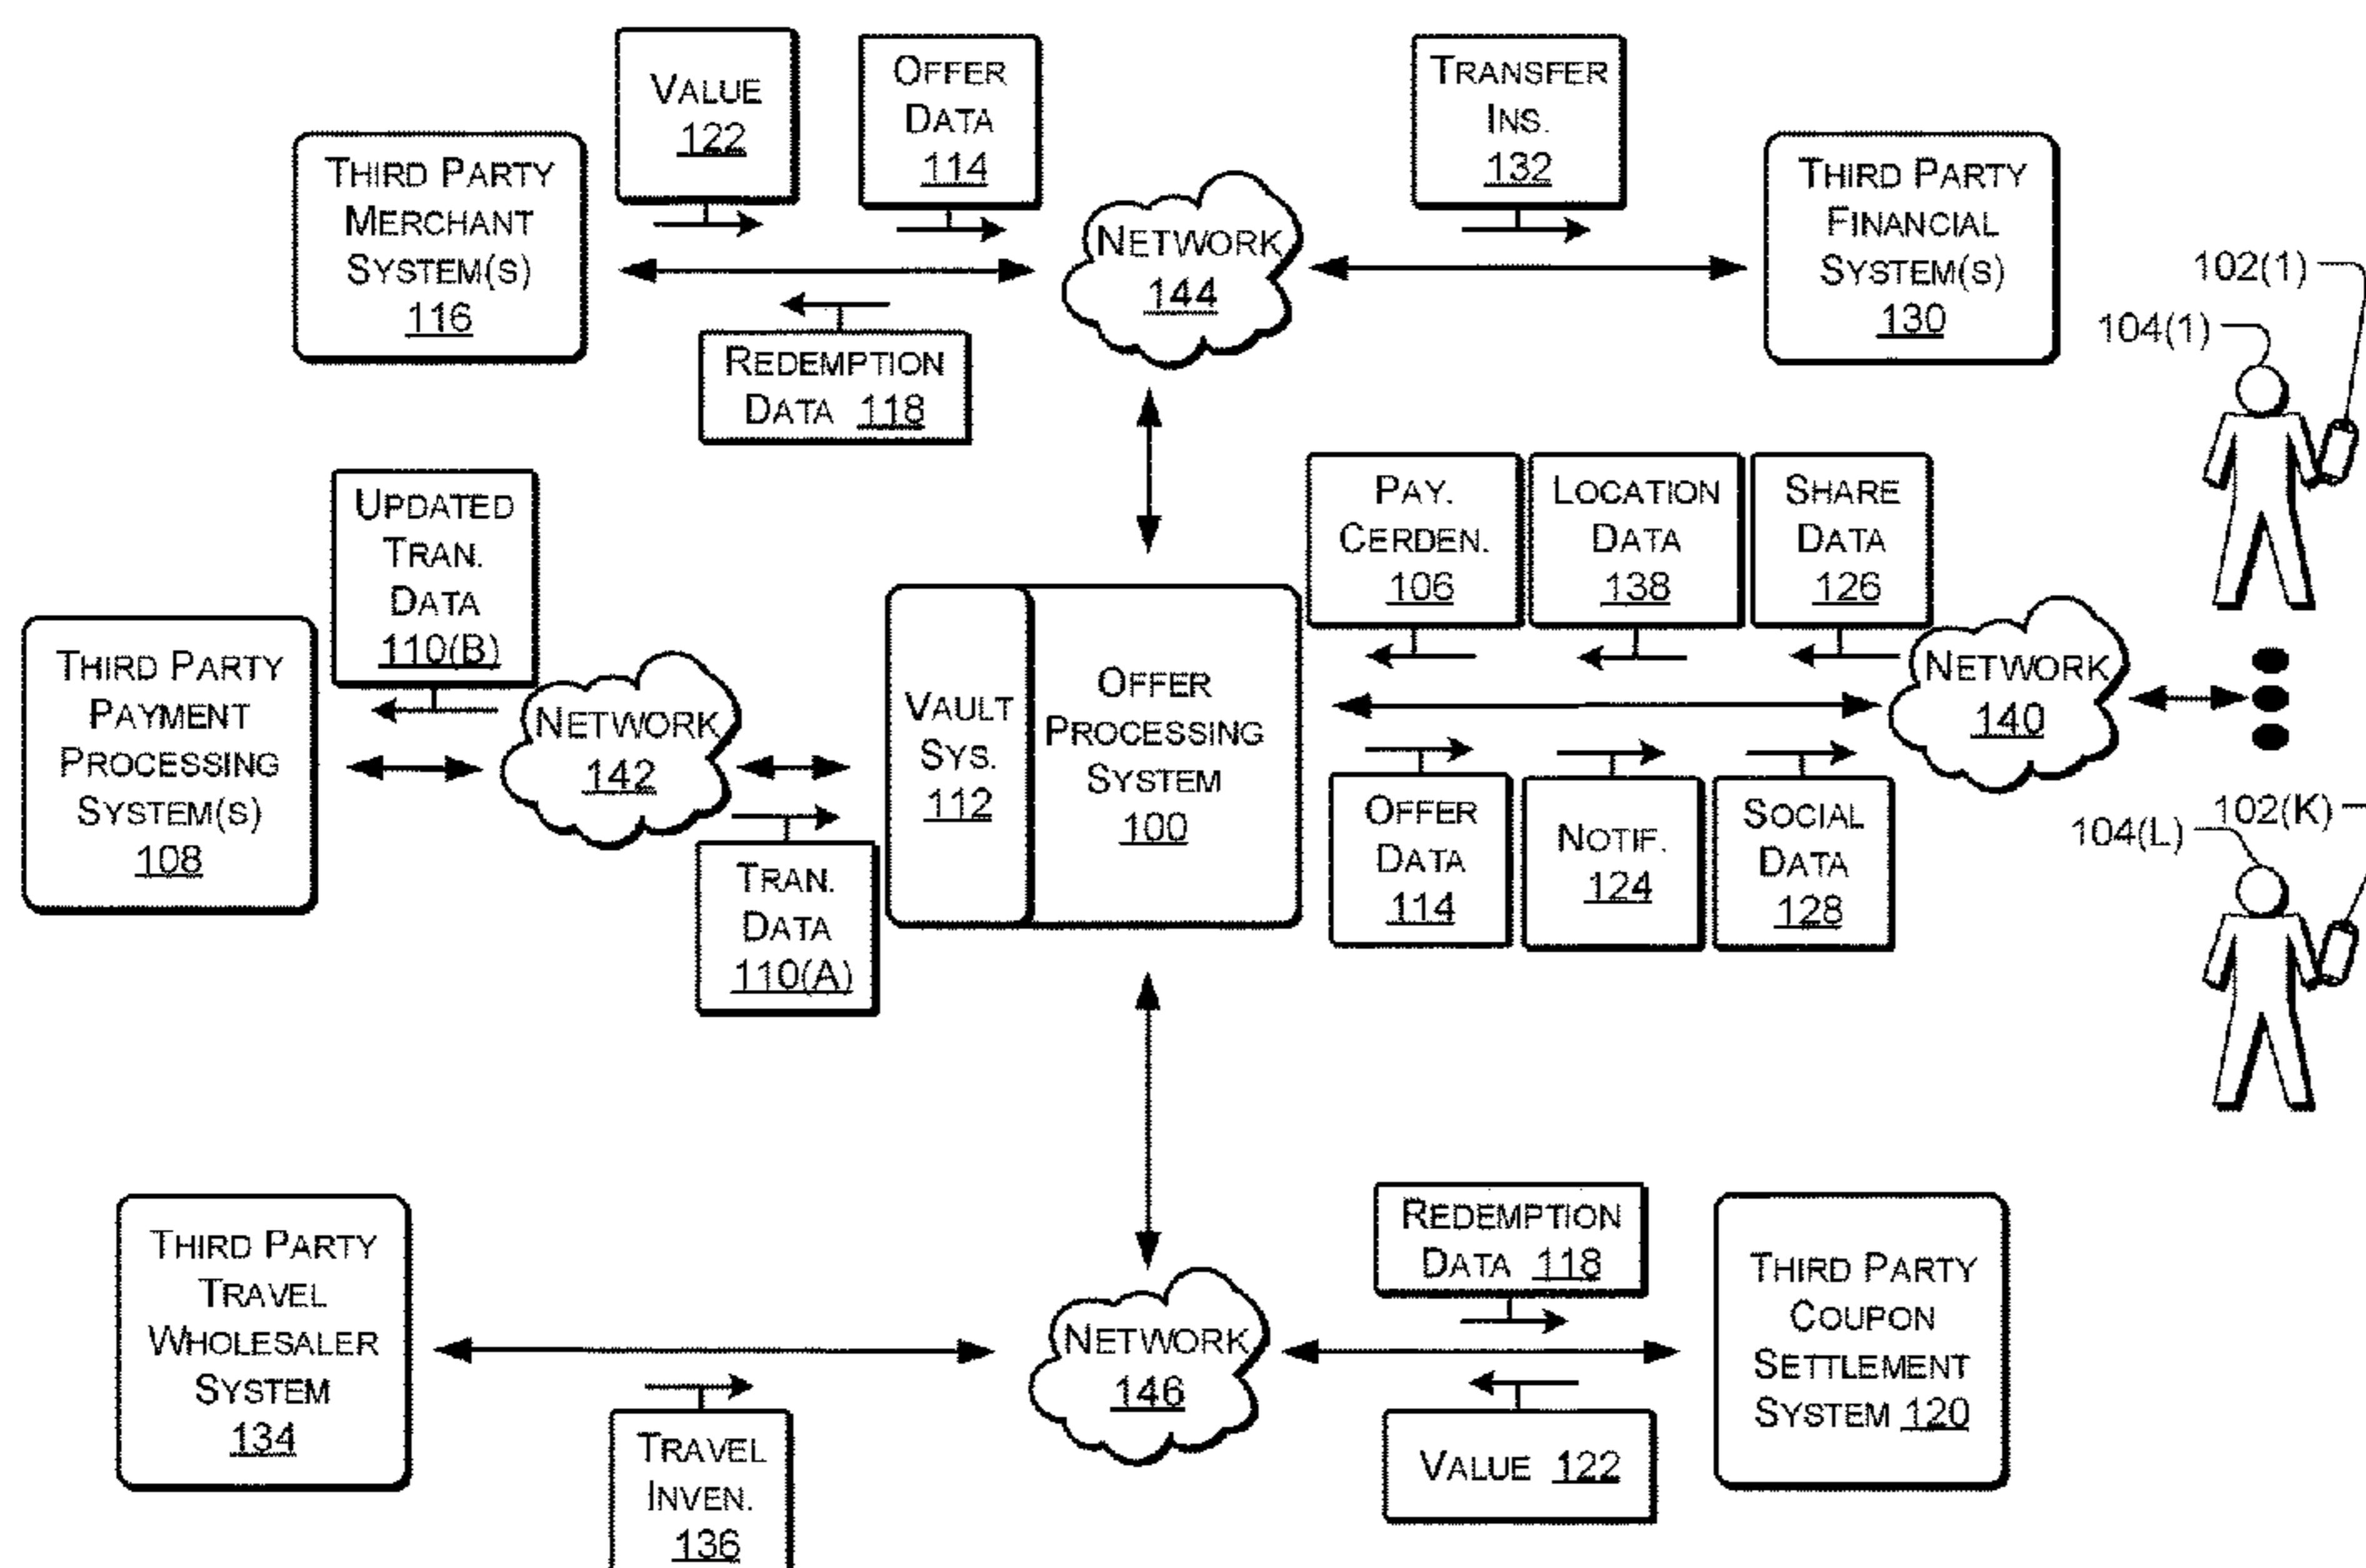 VALUE
122
OFFER
DATA
114
TRANSFER
INS.
132
THIRD PARTY
MERCHANT
SYSTEM(S)
116
NETWORK
144
THIRD PARTY
FINANCIAL
SYSTEM(S)
130
REDEMPTION
DATA 118
102(1)
104(1)
UPDATED
TRAN.
DATA
110(B)
PAY.
CERDEN.
106
LOCATION
DATA
138
SHARE
DATA
126
THIRD PARTY
PAYMENT
PROCESSING
SYSTEM(S)
108
NETWORK
142
VAULT
SYS.
112
OFFER
PROCESSING
SYSTEM
100
NETWORK
140
TRAN.
DATA
110(A)
OFFER
DATA
114
NOTIF.
124
SOCIAL
DATA
128
102(K)
104(L)
THIRD PARTY
TRAVEL
WHOLESALER
SYSTEM
134
NETWORK
146
REDEMPTION
DATA 118
THIRD PARTY
COUPON
SETTLEMENT
SYSTEM 120
TRAVEL
INVEN.
136
VALUE 122